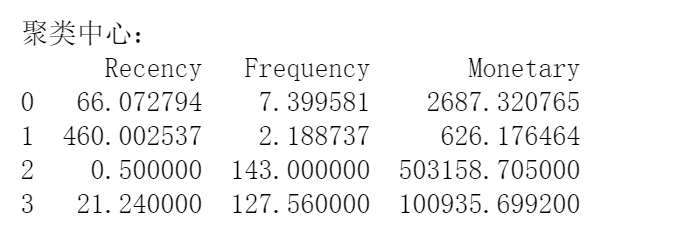 聚类中心：
Recency Frequency Monetary
0 66.072794 7.399581 2687.320765
1 460.002537 2.188737 626.176464
2 0.500000 143.000000 503158.705000
3 21.240000 127.560000 100935.699200